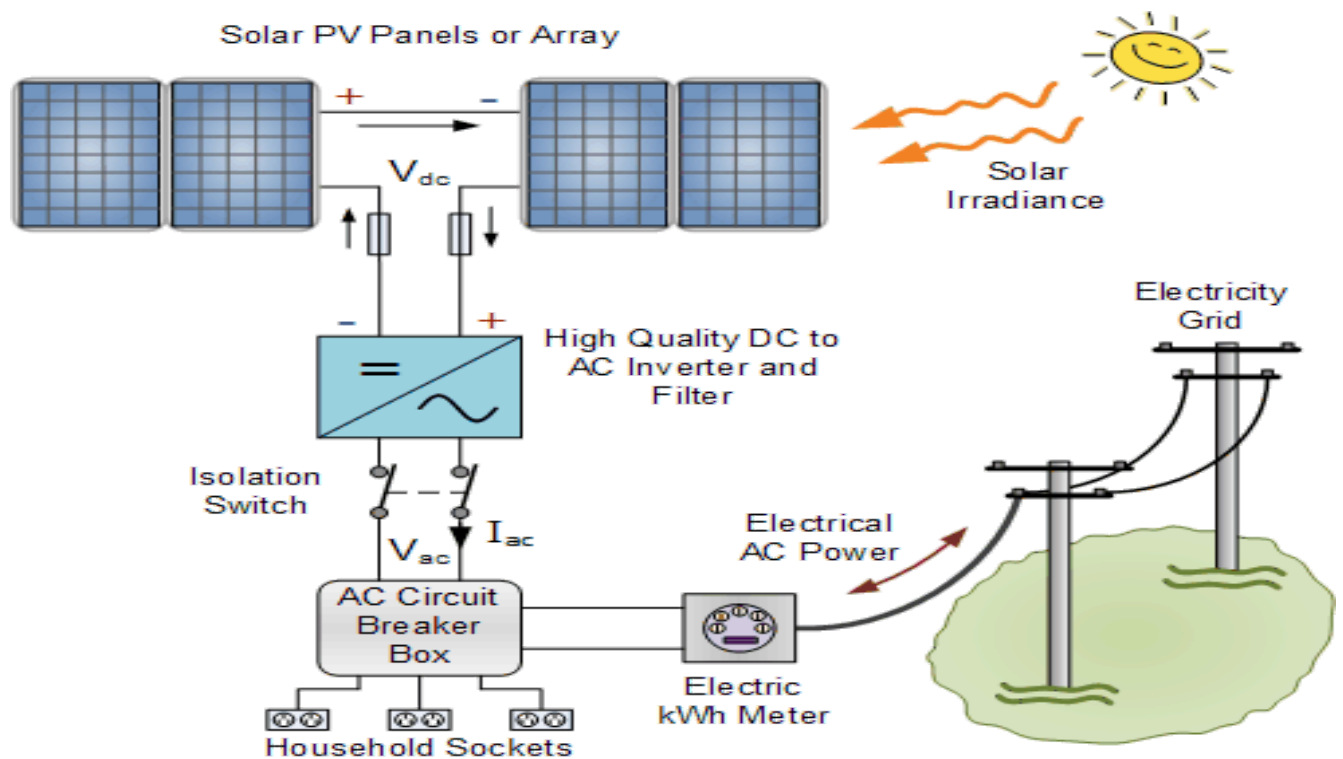 Solar PV Panels or Array
+
-
Vdc
Solar
Irradiance
-
+
High Quality DC to
AC Inverter and
Filter
Electricity
Grid
Isolation
Switch
Vac
Iac
Electrical
AC Power
AC Circuit
Breaker
Box
Electric
kWh Meter
Household Sockets